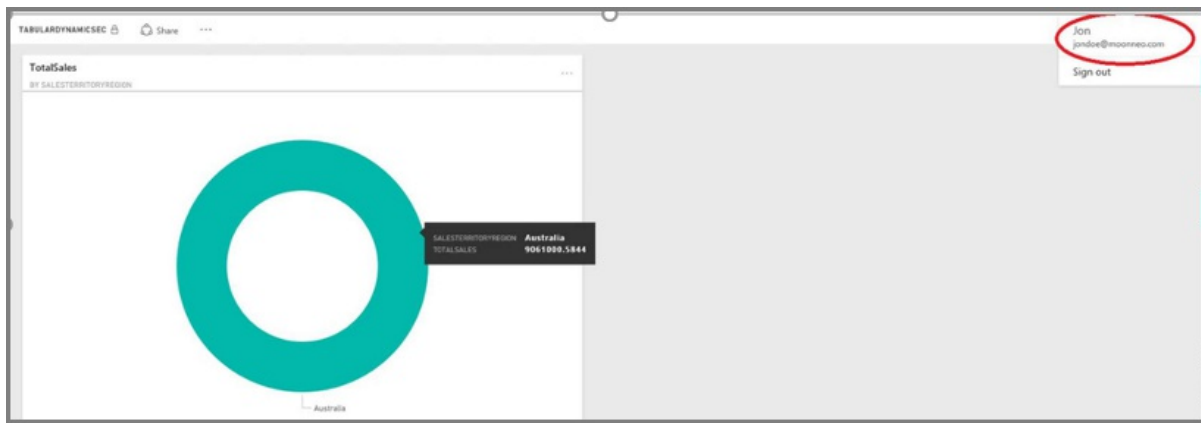 TABULARDYNAMICSEC Share ...
Jon
jondoe@moonneo.com
Sign out
TotalSales ...
BY SALESTERRITORYREGION
SALESTERRITORYREGION Australia
TOTALSALES 9061000.5844
Australia